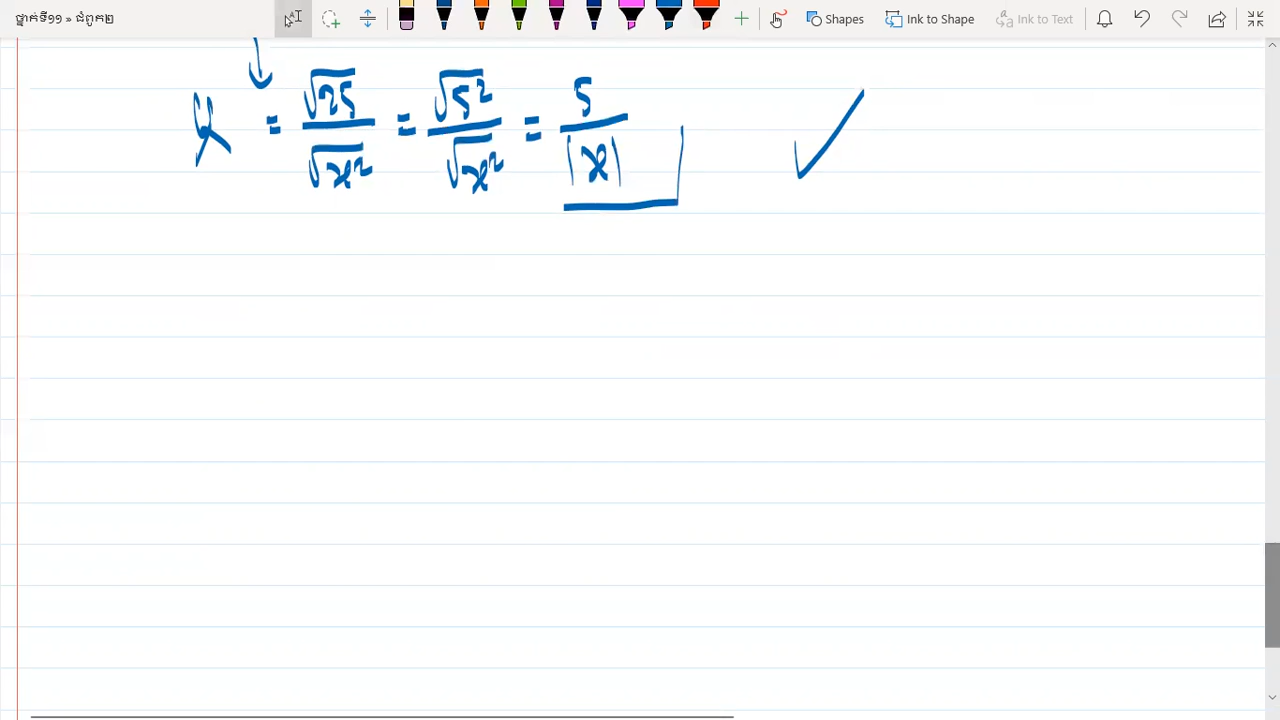 ថ្នាក់ទី១១ » ជំពូក២
Shapes
Ink to Shape
Ink to Text
= √25/√x² = √5²/√x² = 5/|x|